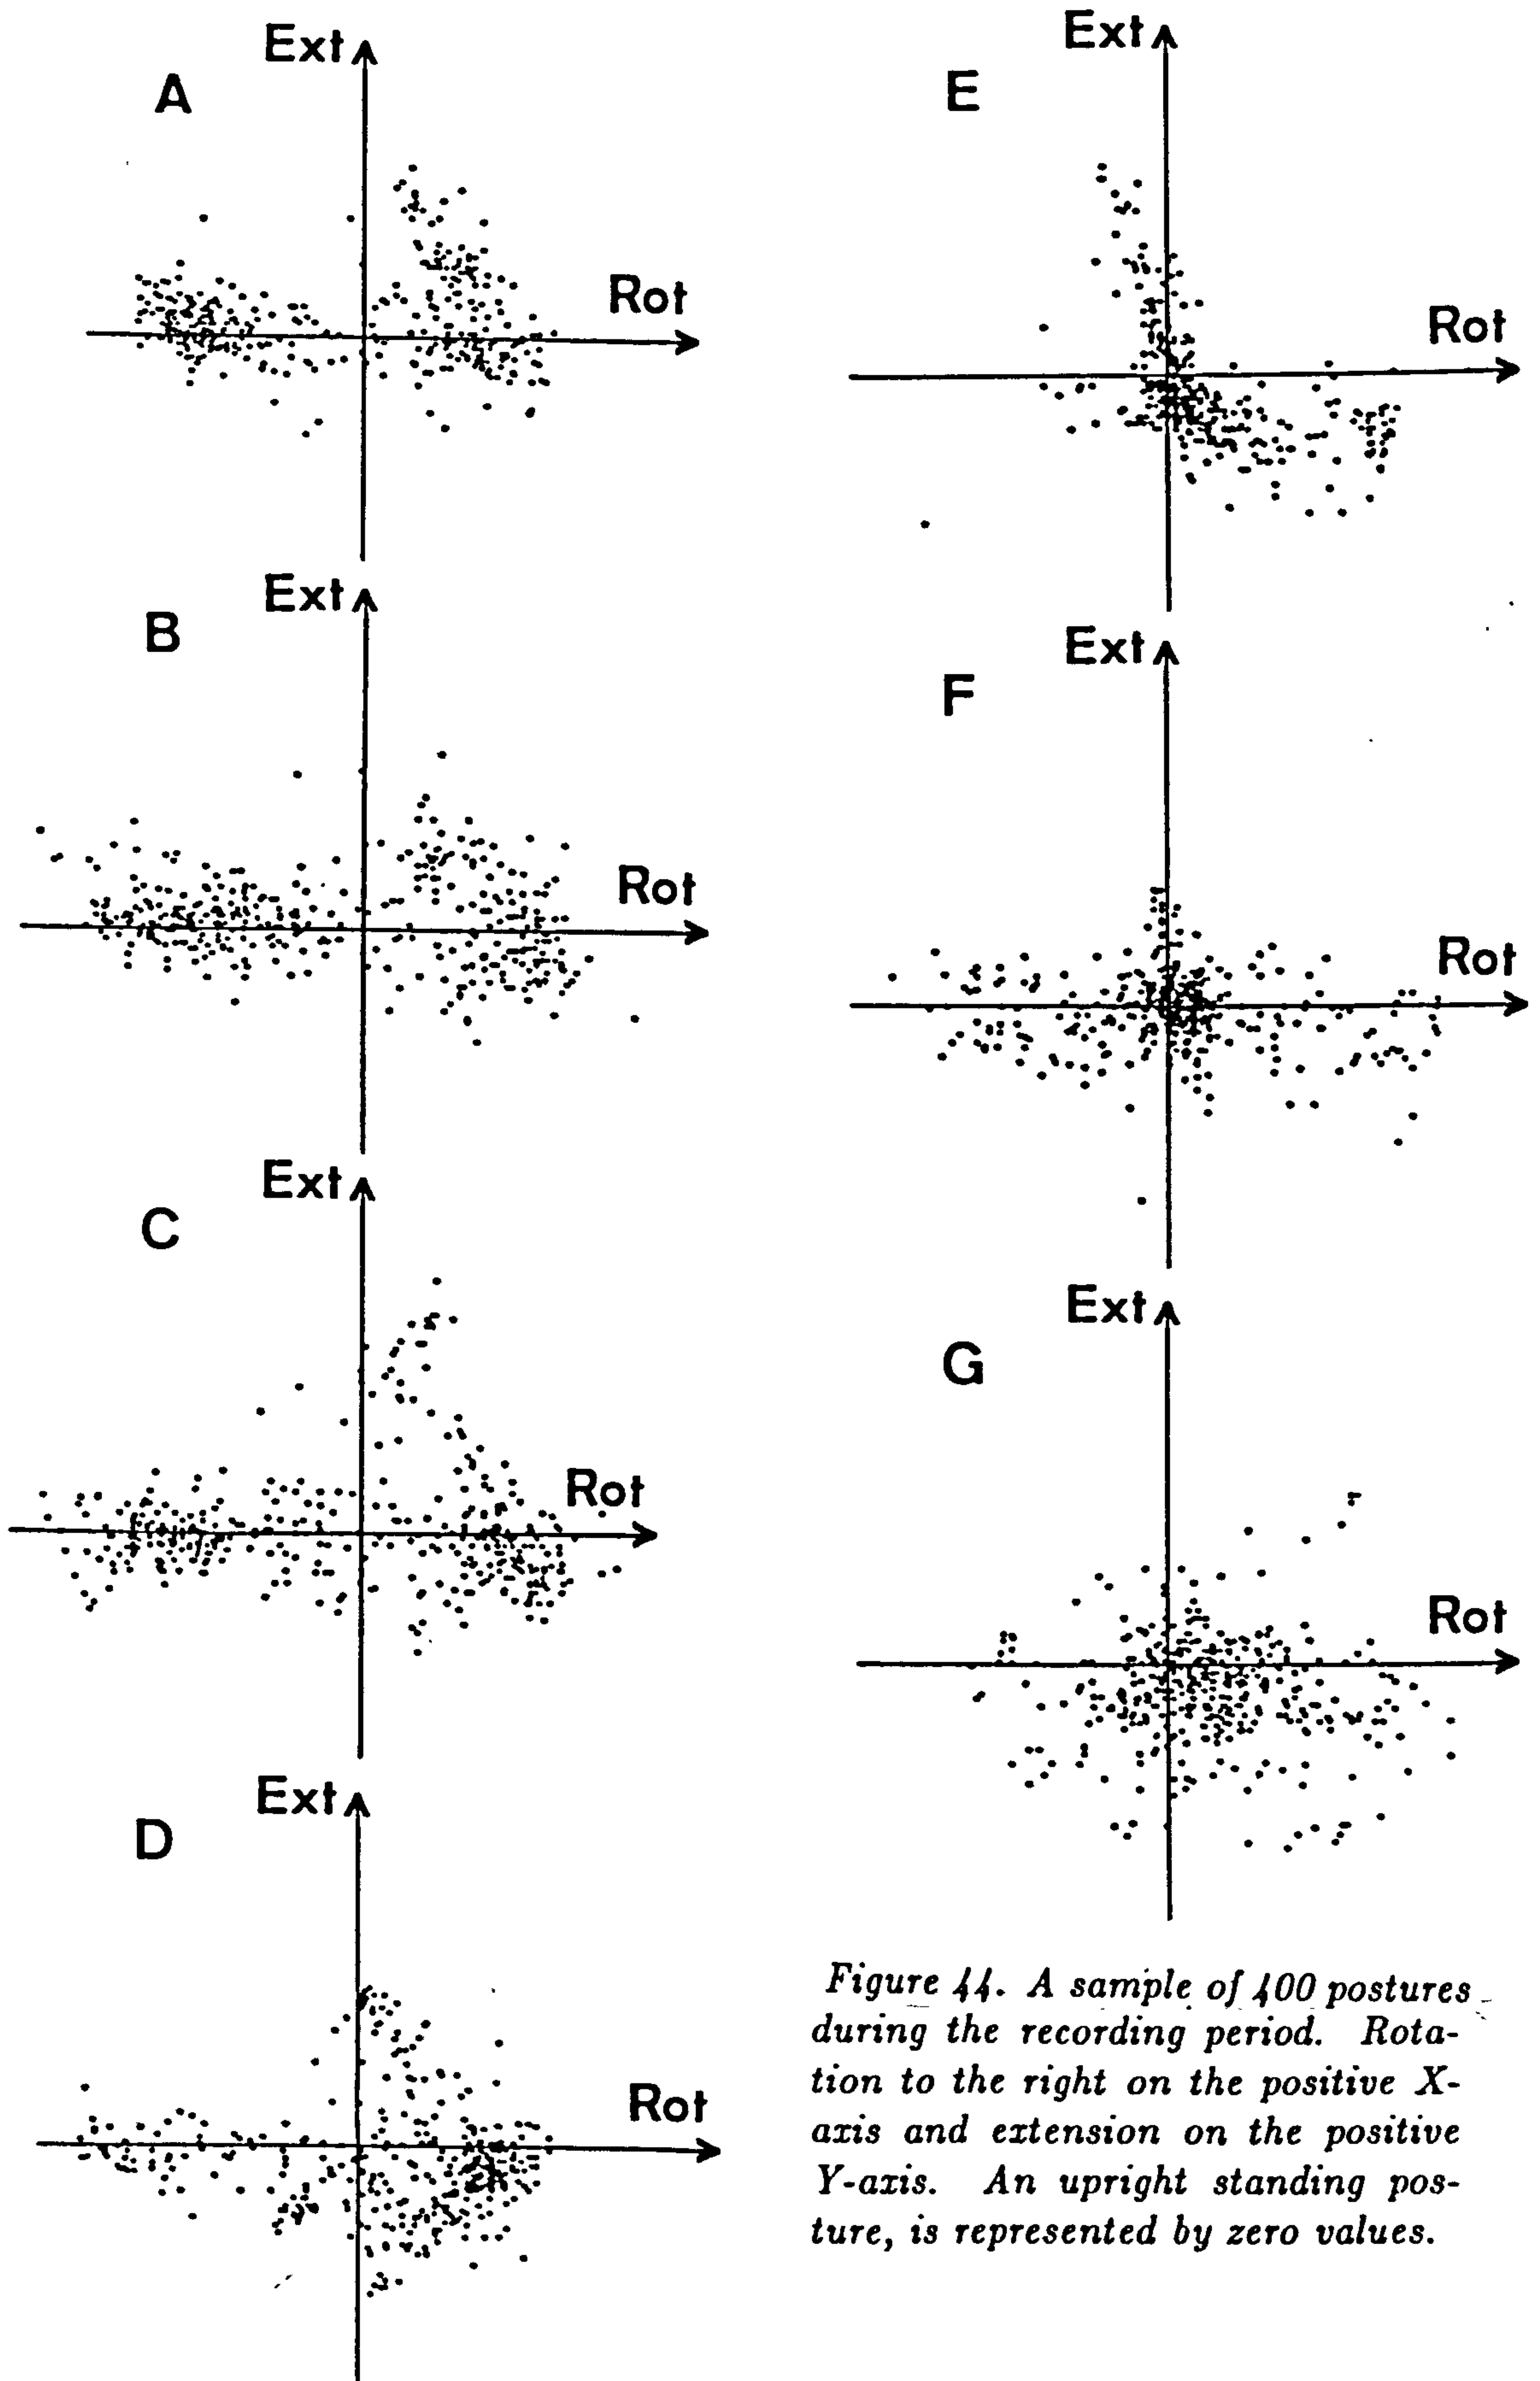 Ext
A
Rot
Ext
B
Rot
Ext
C
Rot
Ext
D
Rot
Ext
E
Rot
Ext
F
Rot
Ext
G
Rot
Figure 44. A sample of 400 postures
during the recording period. Rota-
tion to the right on the positive X-
axis and extension on the positive
Y-axis. An upright standing pos-
ture, is represented by zero values.